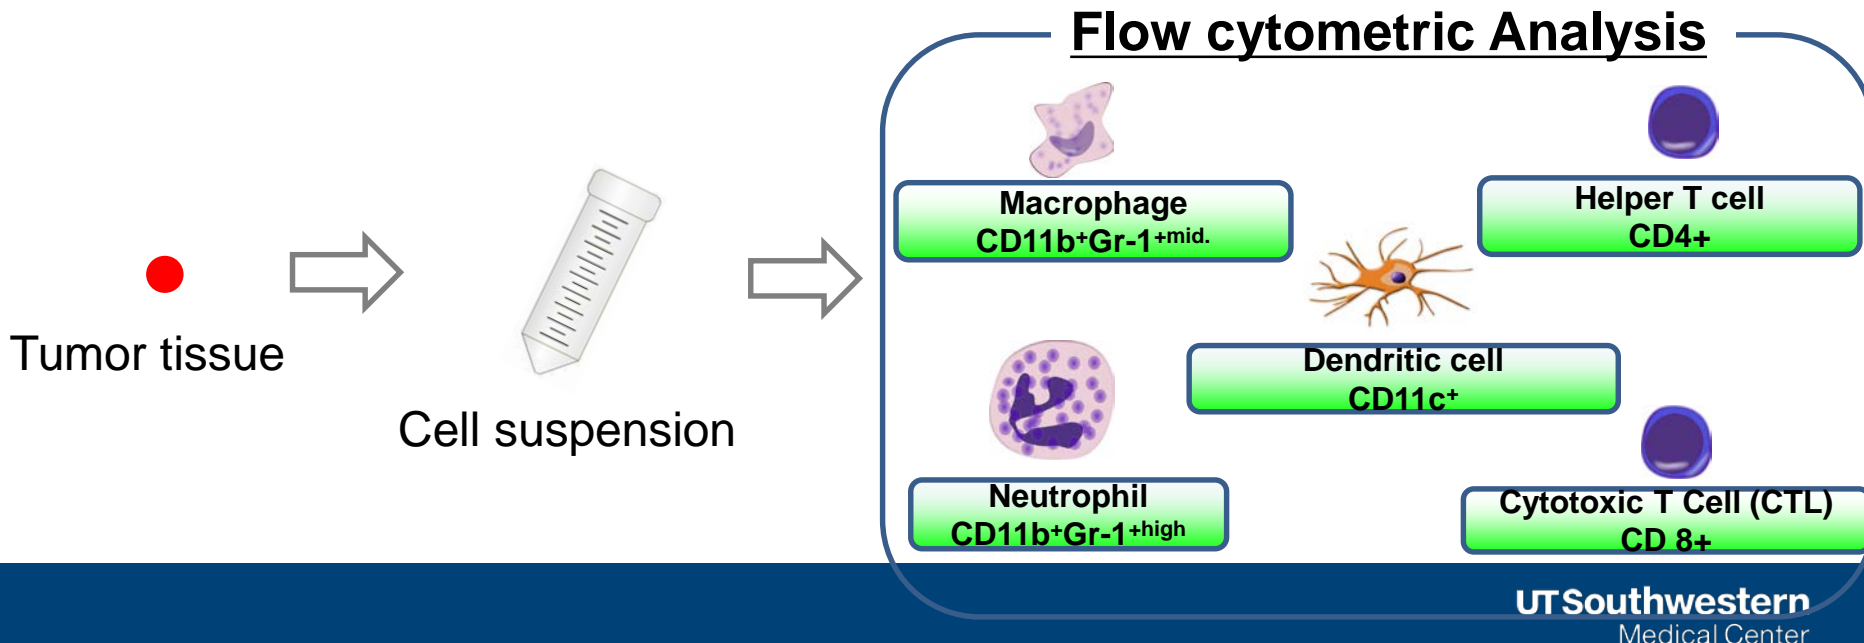 Flow cytometric Analysis
Macrophage
CD11b⁺Gr-1⁺ᵐⁱᵈ·
Helper T cell
CD4+
Tumor tissue
Cell suspension
Dendritic cell
CD11c⁺
Neutrophil
CD11b⁺Gr-1⁺ʰⁱᵍʰ
Cytotoxic T Cell (CTL)
CD 8+
UTSouthwestern
Medical Center